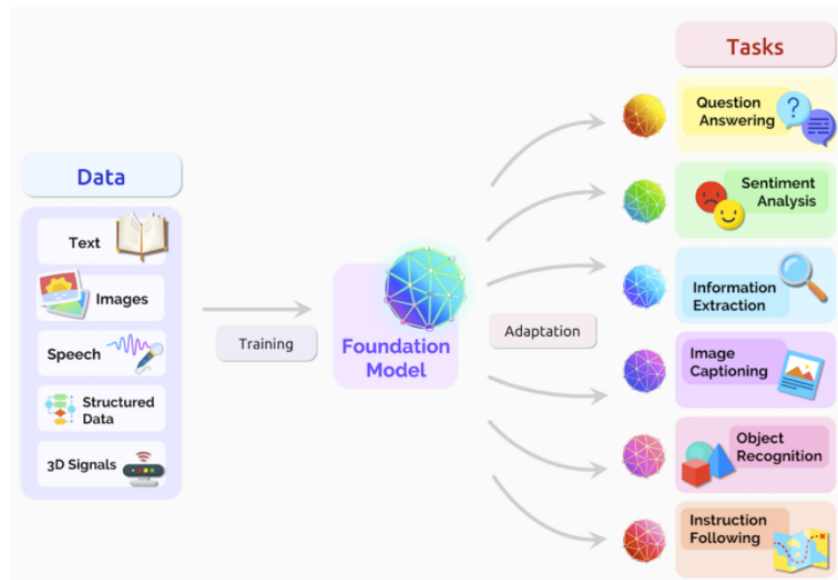 Data
Text
Images
Speech
Structured
Data
3D Signals
Training
Foundation
Model
Adaptation
Tasks
Question
Answering
?
Sentiment
Analysis
Information
Extraction
Image
Captioning
Object
Recognition
Instruction
Following